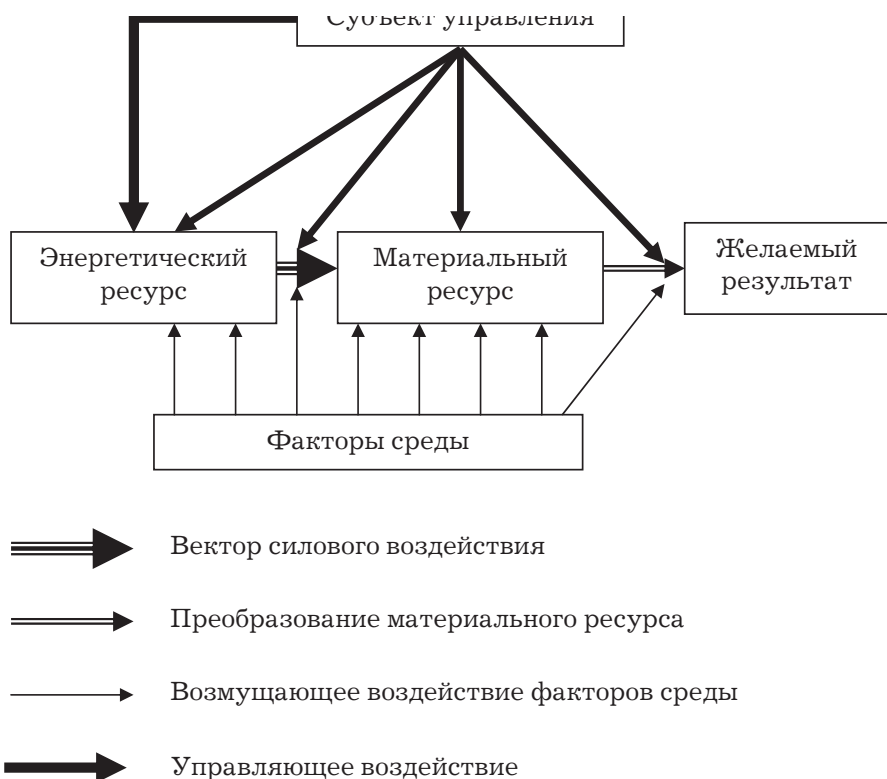 Субъект управления
Энергетический
ресурс
Материальный
ресурс
Желаемый
результат
Факторы среды
Вектор силового воздействия
Преобразование материального ресурса
Возмущающее воздействие факторов среды
Управляющее воздействие